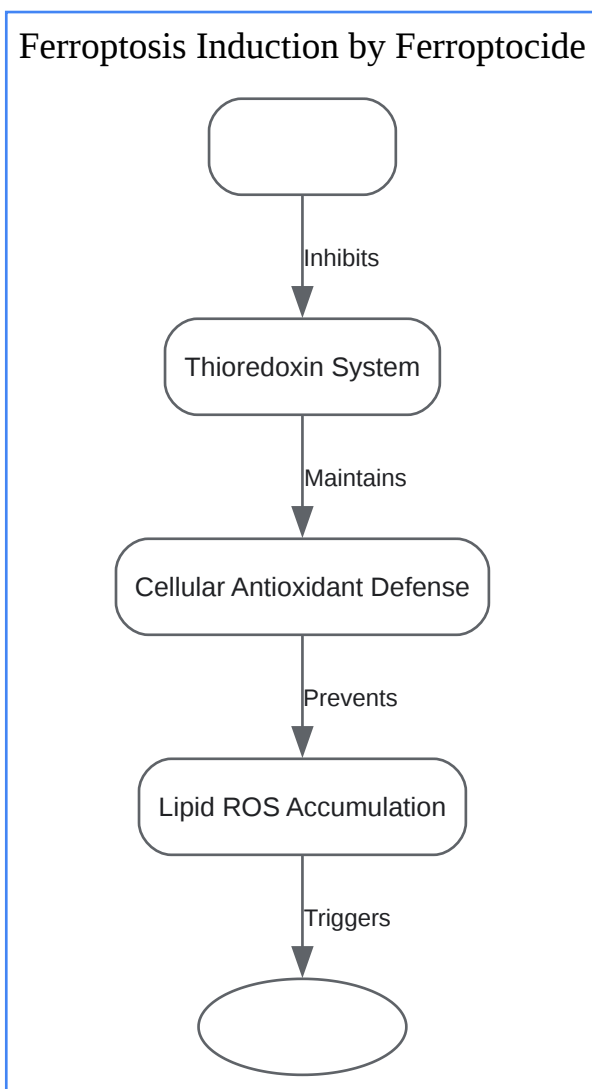 Ferroptosis Induction by Ferroptocide
Inhibits
Thioredoxin System
Maintains
Cellular Antioxidant Defense
Prevents
Lipid ROS Accumulation
Triggers